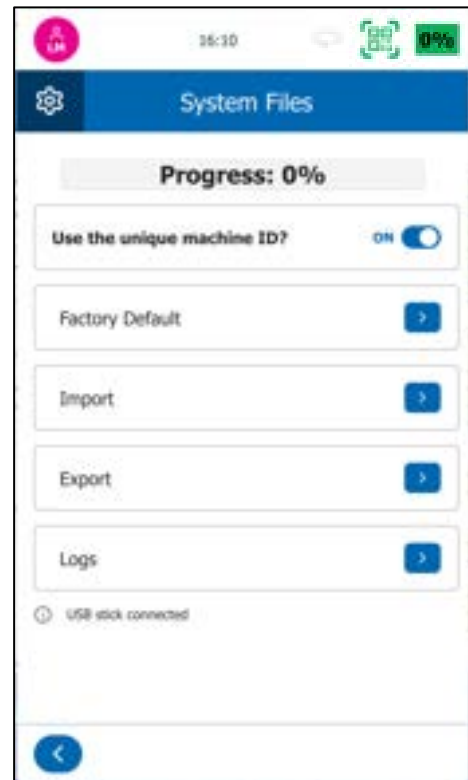 LM
16:10
0%
System Files
Progress: 0%
Use the unique machine ID?
ON
Factory Default
Import
Export
Logs
USB stick connected